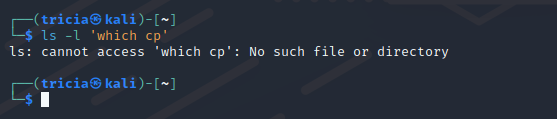 ┌──(tricia㉿kali)-[~]
└─$ ls -l 'which cp'
ls: cannot access 'which cp': No such file or directory
┌──(tricia㉿kali)-[~]
└─$